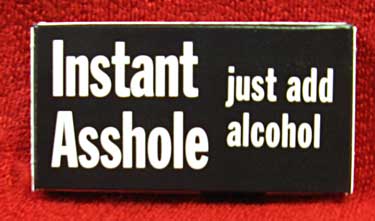 Instant
Asshole
just add
alcohol